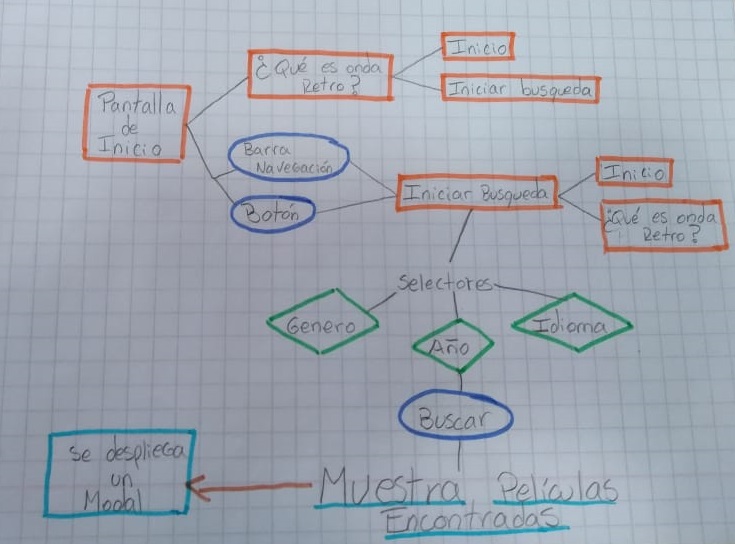 ¿Qué es onda
Retro?
Inicio
Iniciar busqueda
Pantalla
de
Inicio
Barra
Navegación
Botón
Iniciar Busqueda
Inicio
¿Qué es onda
Retro?
Selectores
Genero
Año
Idioma
Buscar
Se despliega
un
Modal
Muestra Películas
Encontradas